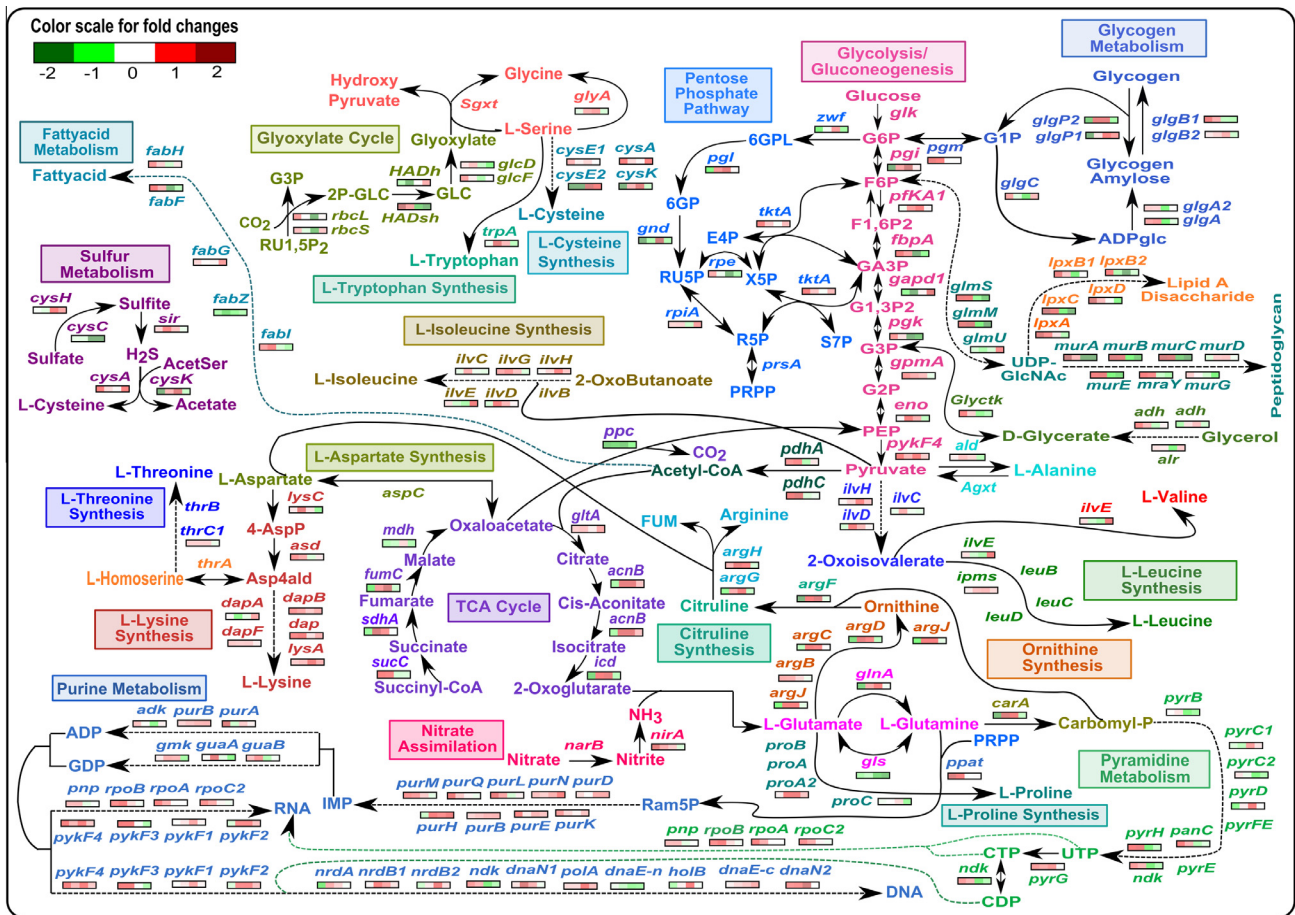 Color scale for fold changes
-2 -1 0 1 2
Glycogen
Metabolism
Glycolysis/
Gluconeogenesis
Pentose
Phosphate
Pathway
Fattyacid
Metabolism
fabH
Fattyacid
fabF
fabG
fabZ
fabI
Hydroxy
Pyruvate
Glycine
Sgxt
glyA
L-Serine
Glyoxylate Cycle
Glyoxylate
HADh
glcD
glcF
G3P
2P-GLC
GLC
HADsh
CO2
rbcL
rbcS
RU1,5P2
cysE1 cysA
cysE2 cysK
L-Cysteine
L-Cysteine
Synthesis
trpA
L-Tryptophan
L-Tryptophan Synthesis
Glucose
glk
zwf
6GPL
G6P
pgl
pgi
pgm
G1P
Glycogen
glgP2
glgP1
glgB1
glgB2
Glycogen
Amylose
glgC
glgA2
glgA
ADPglc
6GP
F6P
pfKA1
F1,6P2
fbpA
tktA
E4P
gnd
rpe
RU5P
X5P
GA3P
gapd1
tktA
G1,3P2
pgk
rpiA
R5P
S7P
G3P
prsA
gpmA
PRPP
G2P
eno
PEP
pykF4
glmS
glmM
glmU
lpxB1 lpxB2
lpxC lpxD
lpxA
Lipid A
Disaccharide
UDP-
GlcNAc
murA murB murC murD
murE mraY murG
Peptidoglycan
Sulfur
Metabolism
cysH
Sulfite
cysC
sir
Sulfate
H2S
AcetSer
cysA
cysK
L-Cysteine
Acetate
L-Isoleucine Synthesis
ilvC ilvG ilvH
L-Isoleucine
2-OxoButanoate
ilvE ilvD ilvB
Glyctk
D-Glycerate
adh adh
Glycerol
alr
ppc
CO2
Acetyl-CoA
pdhA
pdhC
Pyruvate
ald
L-Alanine
Agxt
L-Threonine
L-Aspartate Synthesis
L-Aspartate
aspC
L-Threonine
Synthesis
thrB
thrC1
lysC
4-AspP
asd
thrA
L-Homoserine
Asp4ald
L-Lysine
Synthesis
dapA
dapF
dapB
dap
lysA
L-Lysine
Oxaloacetate
gltA
mdh
Malate
Citrate
fumC
acnB
Fumarate
TCA Cycle
Cis-Aconitate
sdhA
acnB
Succinate
Isocitrate
sucC
icd
Succinyl-CoA
2-Oxoglutarate
FUM
Arginine
argH
argG
Citruline
argF
Citruline
Synthesis
ilvH
ilvD
ilvC
2-Oxoisovalerate
L-Valine
ilvE
ilvE
ipms
leuB
leuC
leuD
L-Leucine
L-Leucine
Synthesis
Ornithine
argC argD argJ
argB
argJ
Ornithine
Synthesis
glnA
L-Glutamate
L-Glutamine
carA
Carbomyl-P
gls
PRPP
ppat
proB
proA
proA2
proC
L-Proline
L-Proline Synthesis
Pyramidine
Metabolism
pyrB
pyrC1
pyrC2
pyrD
pyrFE
pyrE
Nitrate
Assimilation
Nitrate
narB
Nitrite
nirA
NH3
Purine Metabolism
adk purB purA
ADP
gmk guaA guaB
GDP
IMP
purM purQ purL purN purD
Ram5P
purH purB purE purK
pnp rpoB rpoA rpoC2
RNA
pykF4 pykF3 pykF1 pykF2
pnp rpoB rpoA rpoC2
CTP
UTP
pyrH panC
ndk
pyrG
ndk
CDP
pykF4 pykF3 pykF1 pykF2
nrdA nrdB1 nrdB2 ndk dnaN1 polA dnaE-n holB dnaE-c dnaN2
DNA